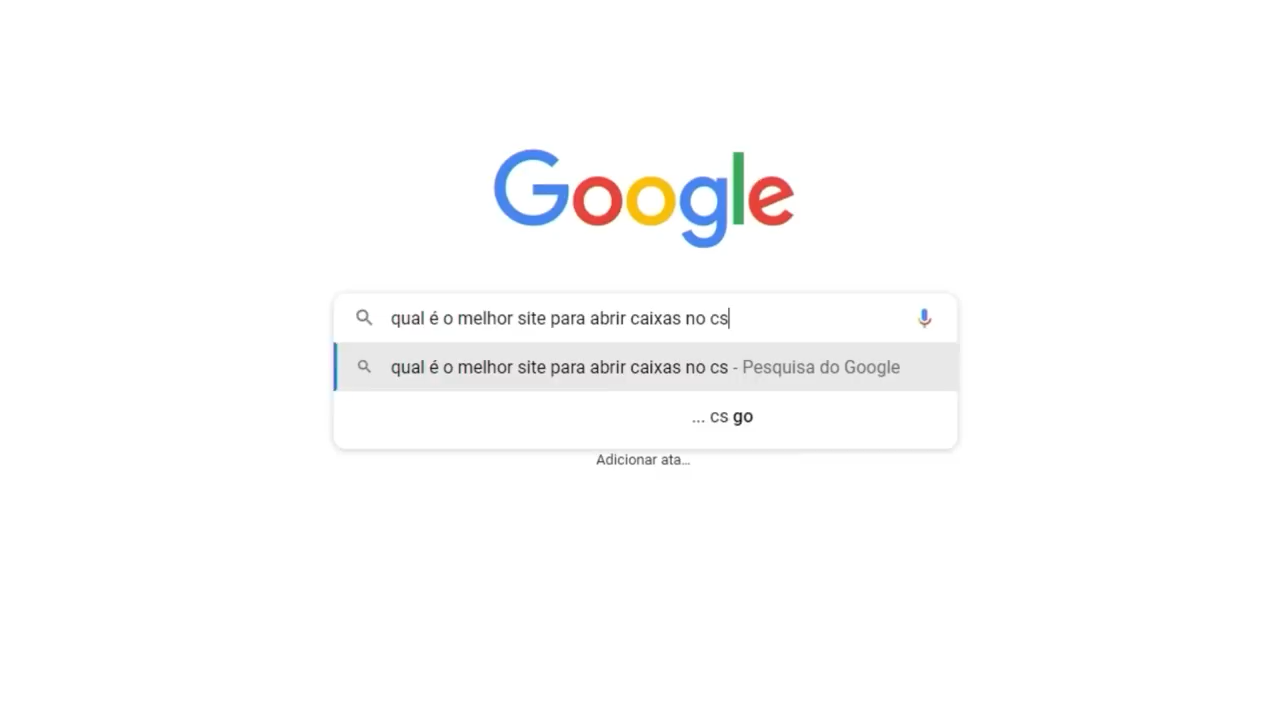 Google
qual é o melhor site para abrir caixas no cs
qual é o melhor site para abrir caixas no cs - Pesquisa do Google
... cs go
Adicionar ata...